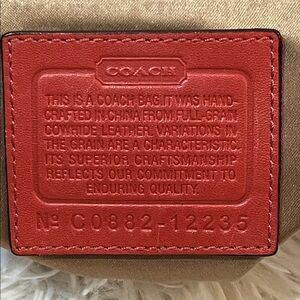 COACH
THIS IS A COACH BAG.IT WAS HAND-
CRAFTED IN CHINA FROM FULL-GRAIN
COWHIDE LEATHER. VARIATIONS IN
THE GRAIN ARE A CHARACTERISTIC.
ITS SUPERIOR CRAFTSMANSHIP
REFLECTS OUR COMMITMENT TO
ENDURING QUALITY.
Nº C0882-12235